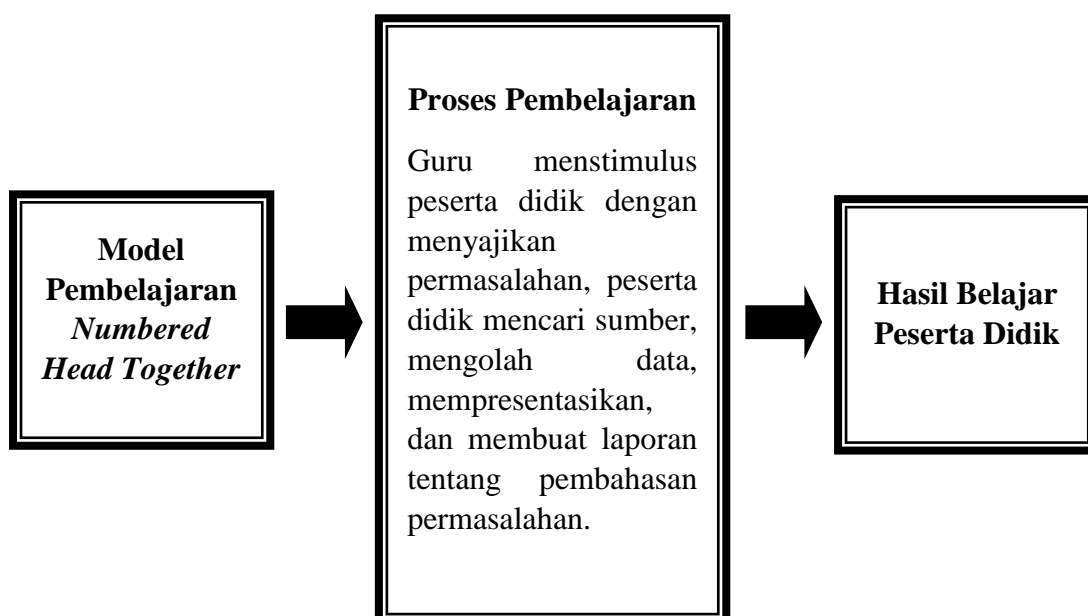 Model
Pembelajaran
Numbered
Head Together
Proses Pembelajaran
Guru menstimulus
peserta didik dengan
menyajikan
permasalahan, peserta
didik mencari sumber,
mengolah data,
mempresentasikan,
dan membuat laporan
tentang pembahasan
permasalahan.
Hasil Belajar
Peserta Didik